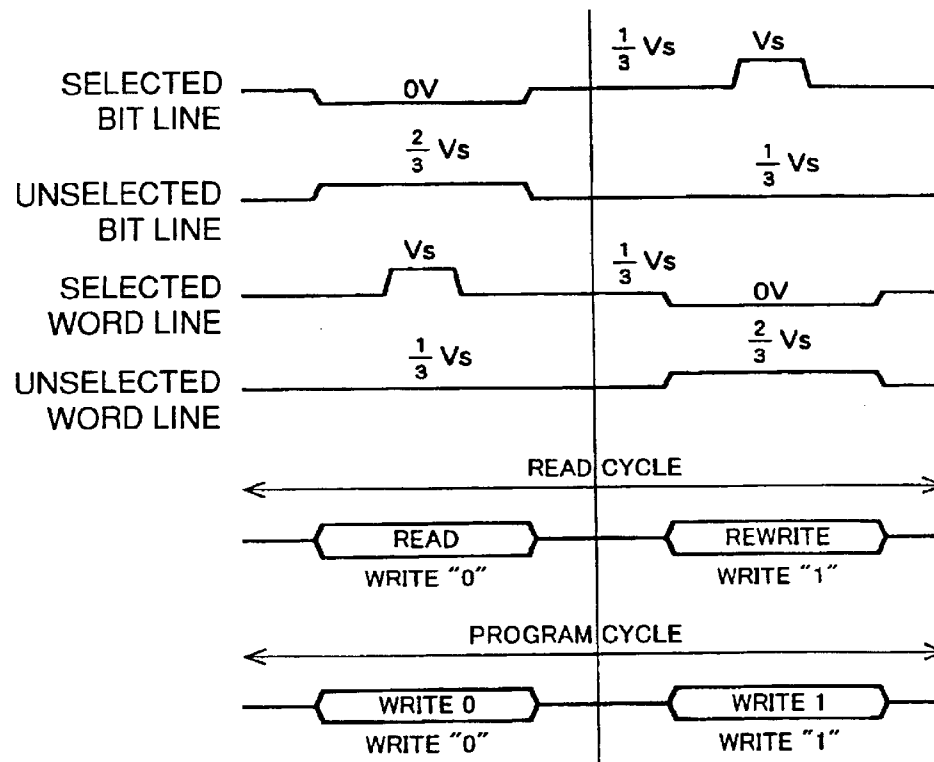 1/3 Vs
Vs
SELECTED
BIT LINE
0V
2/3 Vs
1/3 Vs
UNSELECTED
BIT LINE
Vs
1/3 Vs
SELECTED
WORD LINE
0V
1/3 Vs
2/3 Vs
UNSELECTED
WORD LINE
READ CYCLE
READ
REWRITE
WRITE "0"
WRITE "1"
PROGRAM CYCLE
WRITE 0
WRITE 1
WRITE "0"
WRITE "1"